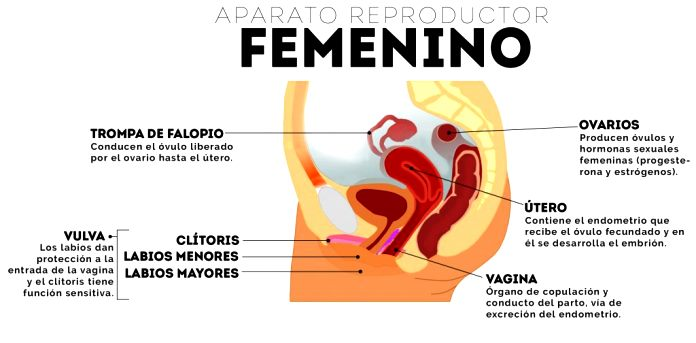 APARATO REPRODUCTOR
FEMENINO
TROMPA DE FALOPIO
Conducen el óvulo liberado
por el ovario hasta el útero.
OVARIOS
Producen óvulos y
hormonas sexuales
femeninas (progeste-
rona y estrógenos).
ÚTERO
Contiene el endometrio que
recibe el óvulo fecundado y en
él se desarrolla el embrión.
VULVA
Los labios dan
protección a la
entrada de la vagina
y el clítoris tiene
función sensitiva.
CLÍTORIS
LABIOS MENORES
LABIOS MAYORES
VAGINA
Órgano de copulación y
conducto del parto, vía de
excreción del endometrio.